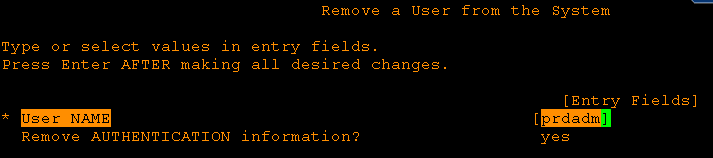 Remove a User from the System
Type or select values in entry fields.
Press Enter AFTER making all desired changes.
[Entry Fields]
* User NAME [prdadm]
Remove AUTHENTICATION information? yes